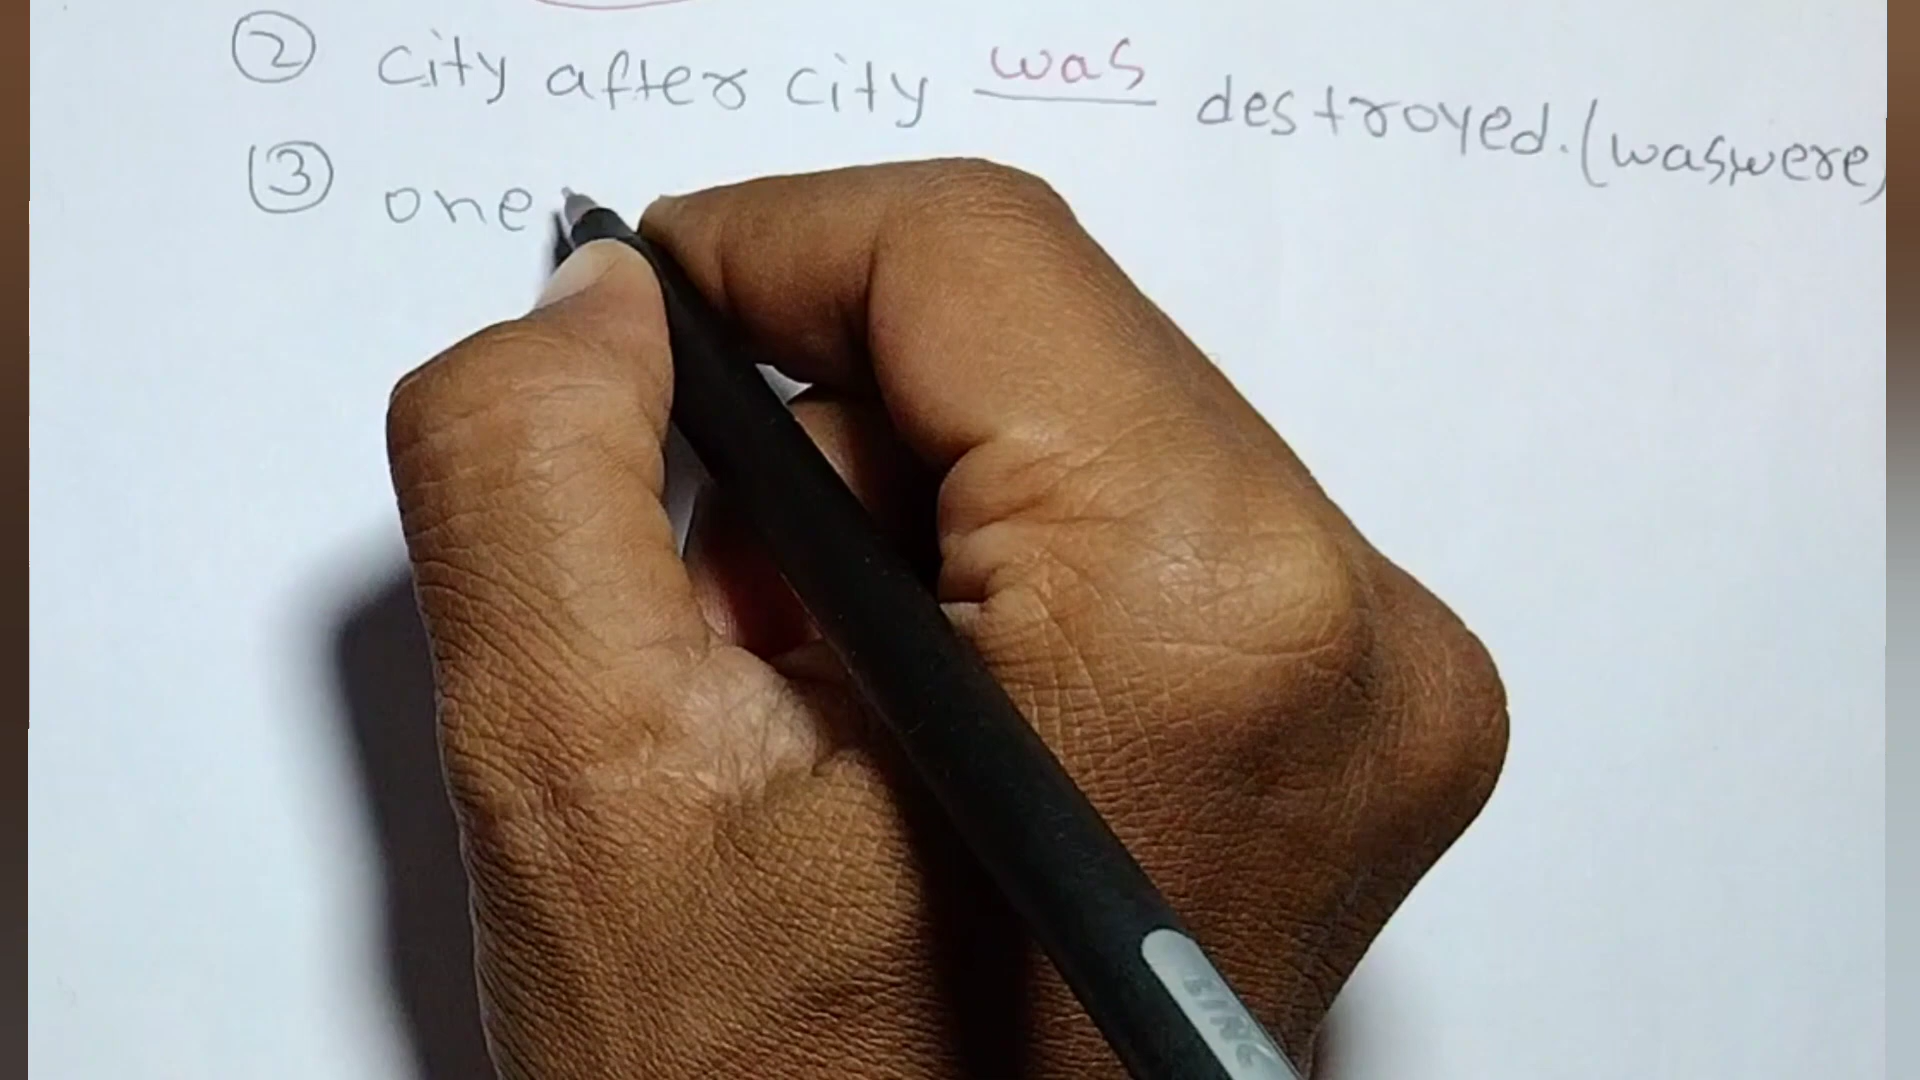 ② city after city was destroyed. (was, were)
③ one